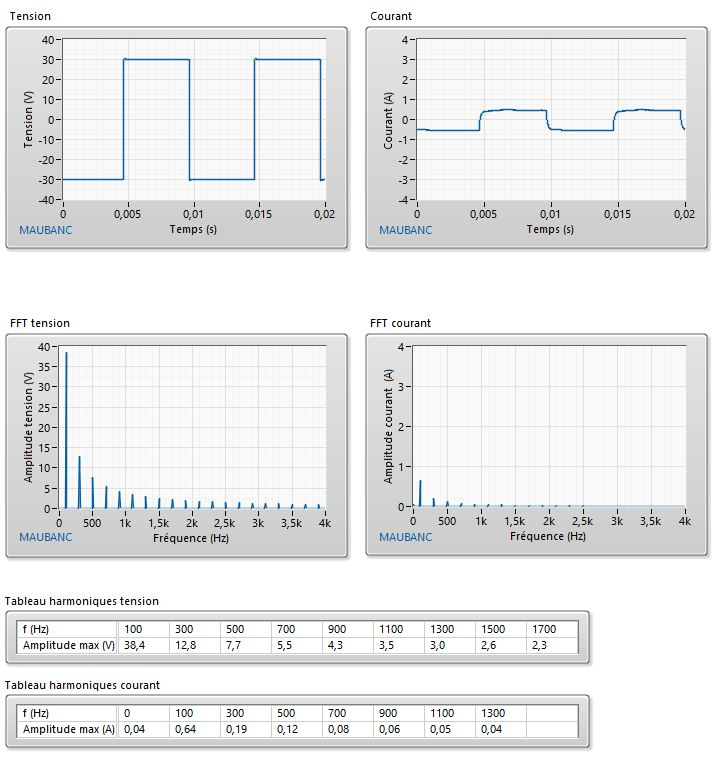 Tension
Courant
Tension (V)
40
30
20
10
0
-10
-20
-30
-40
0 0,005 0,01 0,015 0,02
MAUBANC Temps (s)
Courant (A)
4
3
2
1
0
-1
-2
-3
-4
0 0,005 0,01 0,015 0,02
MAUBANC Temps (s)
FFT tension
FFT courant
Amplitude tension (V)
40
35
30
25
20
15
10
5
0
0 500 1k 1,5k 2k 2,5k 3k 3,5k 4k
MAUBANC Fréquence (Hz)
Amplitude courant (A)
4
3
2
1
0
0 500 1k 1,5k 2k 2,5k 3k 3,5k 4k
MAUBANC Fréquence (Hz)
Tableau harmoniques tension
f (Hz) 100 300 500 700 900 1100 1300 1500 1700
Amplitude max (V) 38,4 12,8 7,7 5,5 4,3 3,5 3,0 2,6 2,3
Tableau harmoniques courant
f (Hz) 0 100 300 500 700 900 1100 1300
Amplitude max (A) 0,04 0,64 0,19 0,12 0,08 0,06 0,05 0,04